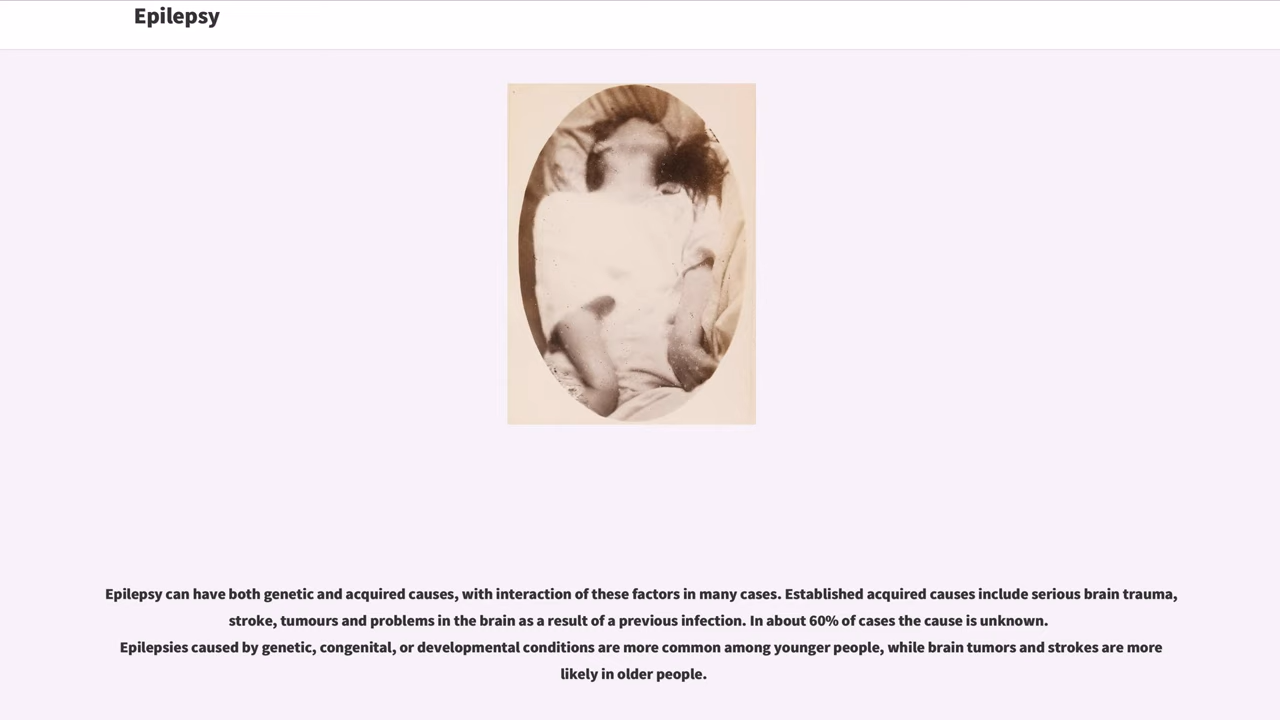 Epilepsy
Epilepsy can have both genetic and acquired causes, with interaction of these factors in many cases. Established acquired causes include serious brain trauma,
stroke, tumours and problems in the brain as a result of a previous infection. In about 60% of cases the cause is unknown.
Epilepsies caused by genetic, congenital, or developmental conditions are more common among younger people, while brain tumors and strokes are more
likely in older people.